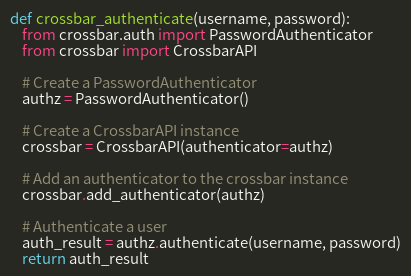 def crossbar_authenticate(username, password):
from crossbar.auth import PasswordAuthenticator
from crossbar import CrossbarAPI
# Create a PasswordAuthenticator
authz = PasswordAuthenticator()
# Create a CrossbarAPI instance
crossbar = CrossbarAPI(authenticator=authz)
# Add an authenticator to the crossbar instance
crossbar.add_authenticator(authz)
# Authenticate a user
auth_result = authz.authenticate(username, password)
return auth_result